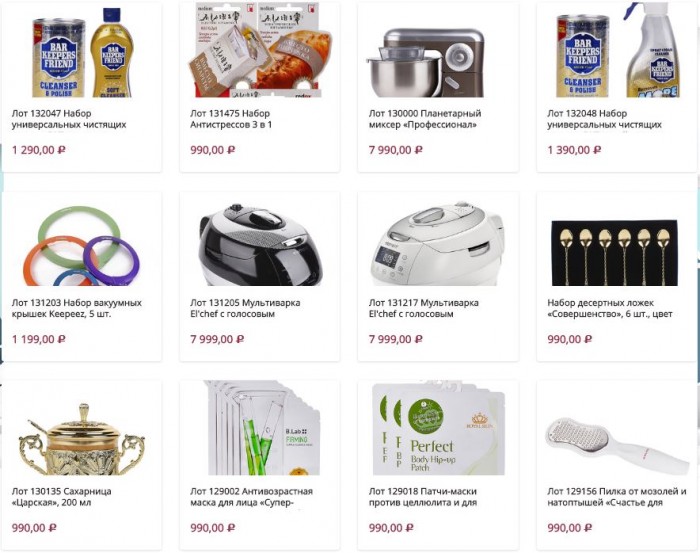 BAR
KEEPERS
FRIEND
CLEANSER
& POLISH
BAR
KEEPERS
FRIEND
SOFT
CLEANSER
BAR
KEEPERS
FRIEND
CLEANSER
& POLISH
BAR
KEEPERS
FRIEND
MORE
Лот 132047 Набор
универсальных чистящих
1 290,00 ₽
Лот 131475 Набор
Антистрессов 3 в 1
990,00 ₽
Лот 130000 Планетарный
миксер «Профессионал»
7 990,00 ₽
Лот 132048 Набор
универсальных чистящих
1 390,00 ₽
Лот 131203 Набор вакуумных
крышек Keepeez, 5 шт.
1 199,00 ₽
Лот 131205 Мультиварка
El'chef с голосовым
7 999,00 ₽
Лот 131217 Мультиварка
El'chef с голосовым
7 999,00 ₽
Набор десертных ложек
«Совершенство», 6 шт., цвет
990,00 ₽
B.Lab
FIRMING
Perfect
Body Hip-up
Patch
Лот 130135 Сахарница
«Царская», 200 мл
990,00 ₽
Лот 129002 Антивозрастная
маска для лица «Супер-
990,00 ₽
Лот 129018 Патчи-маски
против целлюлита и для
990,00 ₽
Лот 129156 Пилка от мозолей и
натоптышей «Счастье для
990,00 ₽